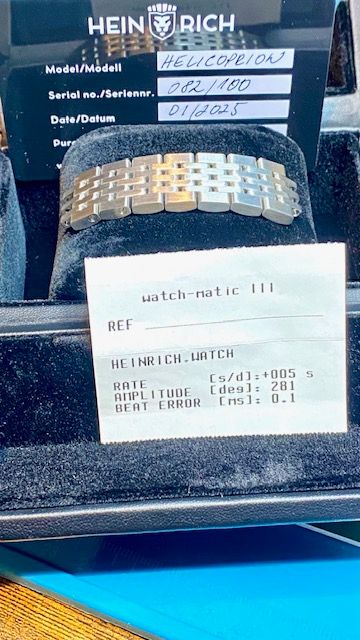 HEINRICH
Model/Modell HELICOPRION
Serial no./Seriennr. 082/100
Date/Datum 01/2025
watch-matic III
REF
HEINRICH.WATCH
RATE [s/d]:+005 s
AMPLITUDE [deg]: 281
BEAT ERROR [ms]: 0.1